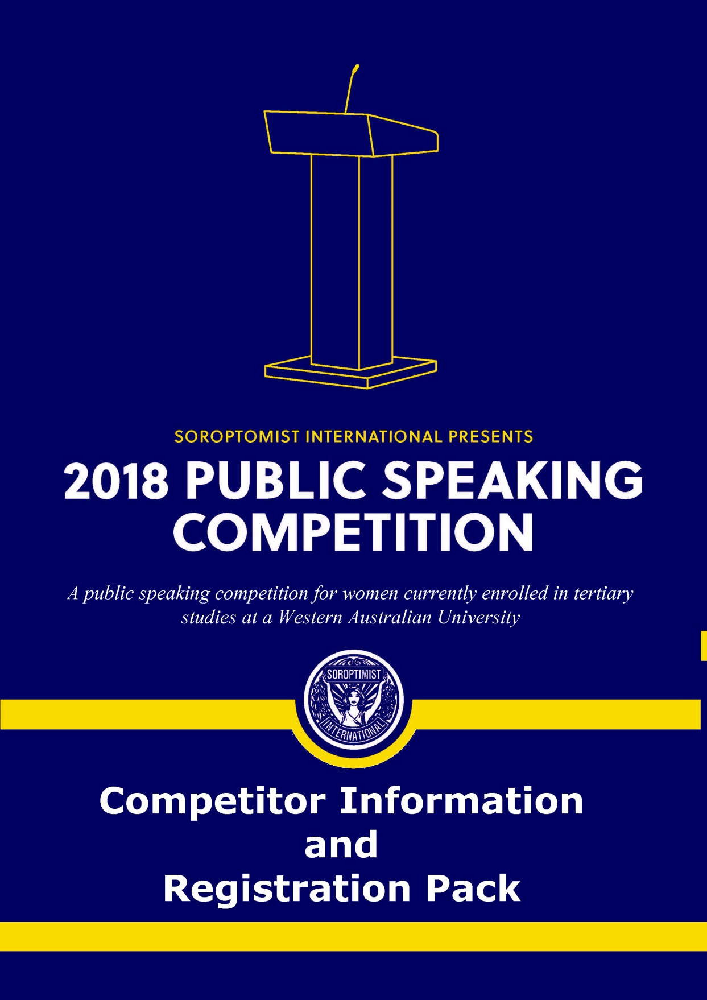 SOROPTOMIST INTERNATIONAL PRESENTS
2018 PUBLIC SPEAKING
COMPETITION
A public speaking competition for women currently enrolled in tertiary
studies at a Western Australian University
SOROPTIMIST
INTERNATIONAL
Competitor Information
and
Registration Pack